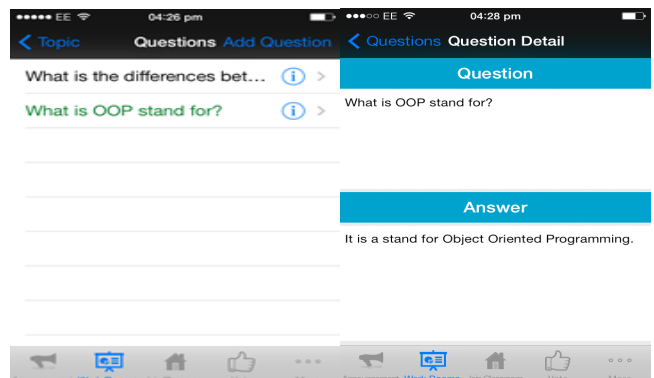 EE 04:26 pm
Topic Questions Add Question
What is the differences bet...
What is OOP stand for?
EE 04:28 pm
Questions Question Detail
Question
What is OOP stand for?
Answer
It is a stand for Object Oriented Programming.